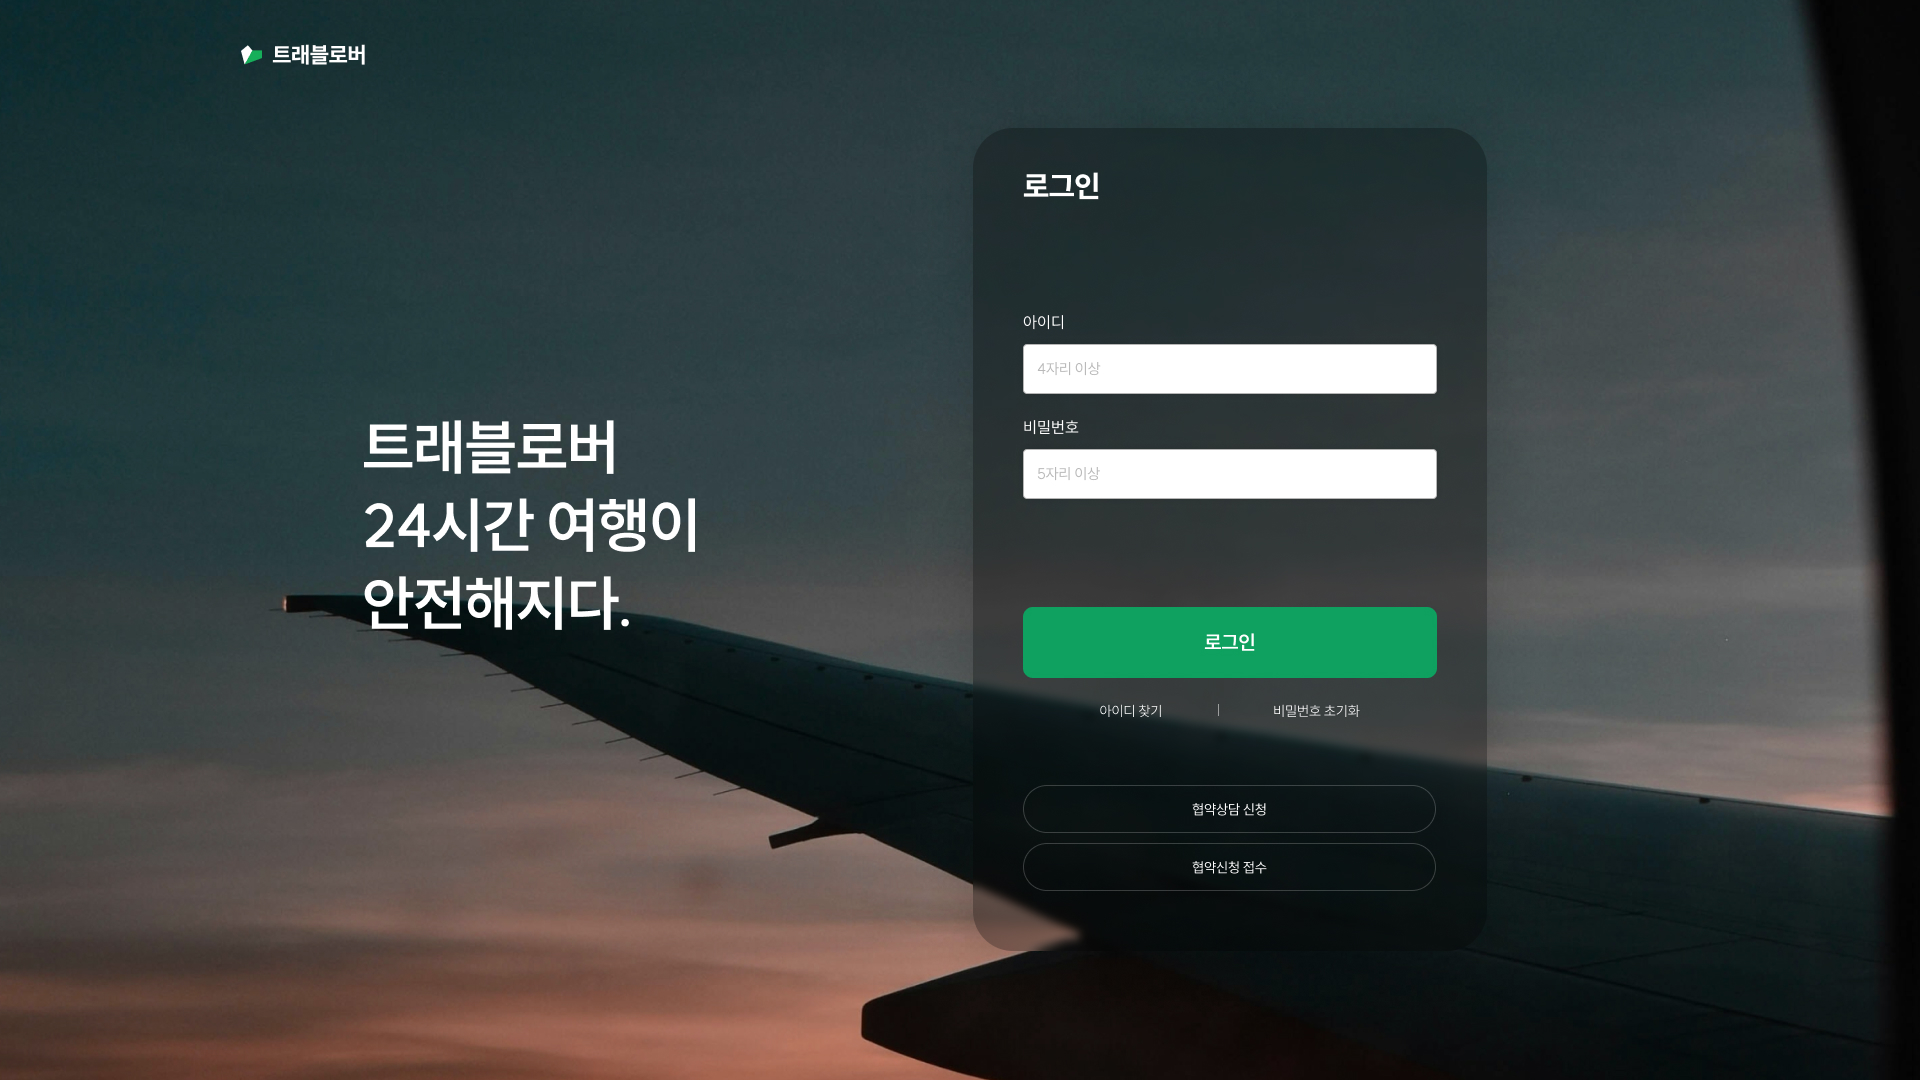 트래블로버
트래블로버
24시간 여행이
안전해지다.
로그인
아이디
4자리 이상
비밀번호
5자리 이상
로그인
아이디 찾기
비밀번호 초기화
협약상담 신청
협약신청 접수